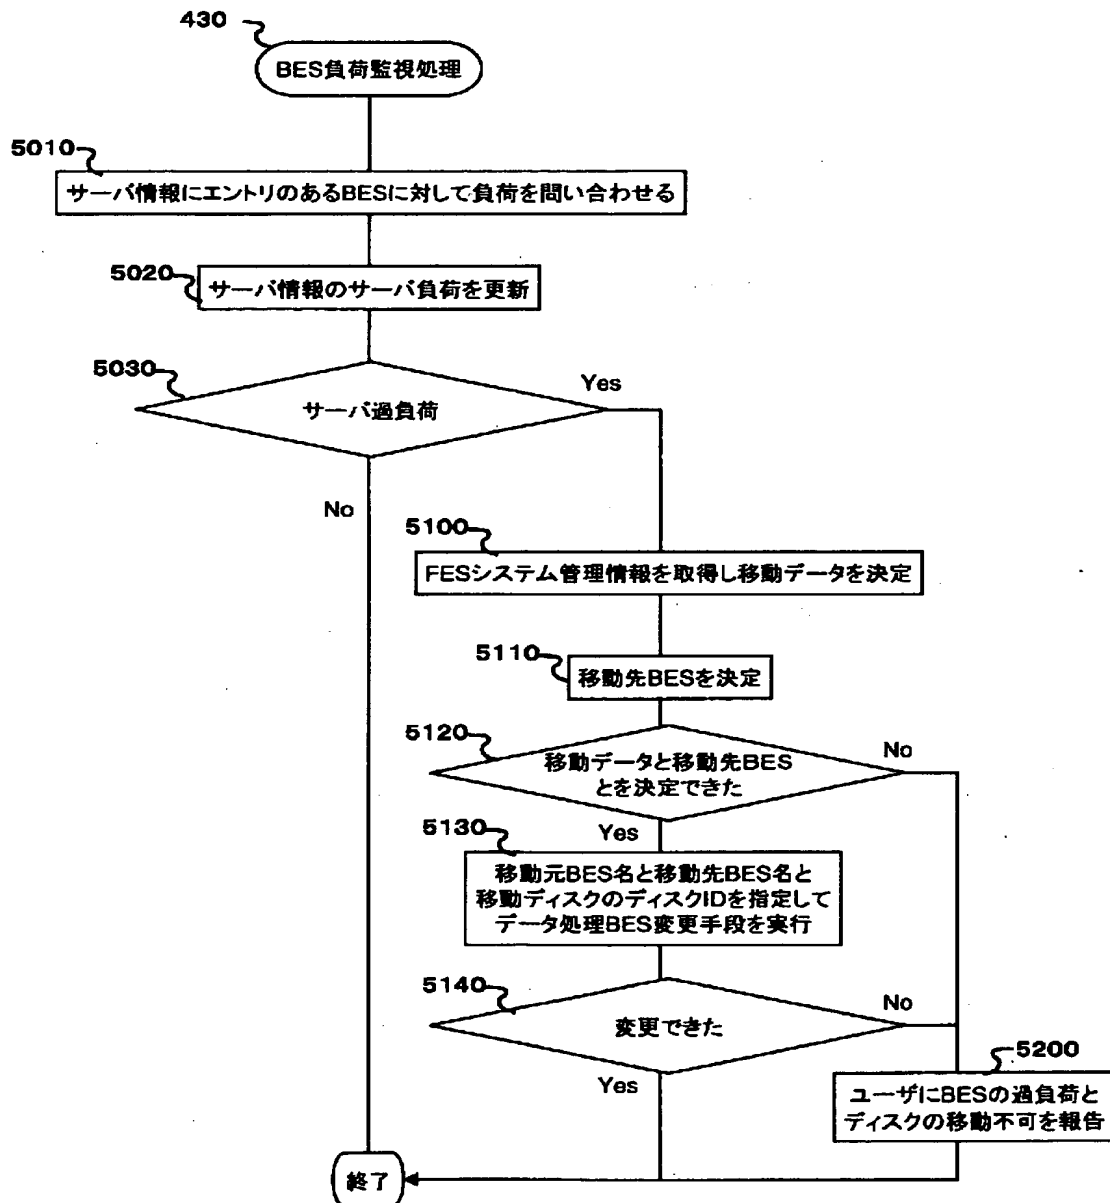 430
BES負荷監視処理
5010
サーバ情報にエントリのあるBESに対して負荷を問い合わせる
5020
サーバ情報のサーバ負荷を更新
5030
サーバ過負荷
Yes
No
5100
FESシステム管理情報を取得し移動データを決定
5110
移動先BESを決定
5120
移動データと移動先BES
とを決定できた
No
Yes
5130
移動元BES名と移動先BES名と
移動ディスクのディスクIDを指定して
データ処理BES変更手段を実行
5140
変更できた
No
Yes
5200
ユーザにBESの過負荷と
ディスクの移動不可を報告
終了